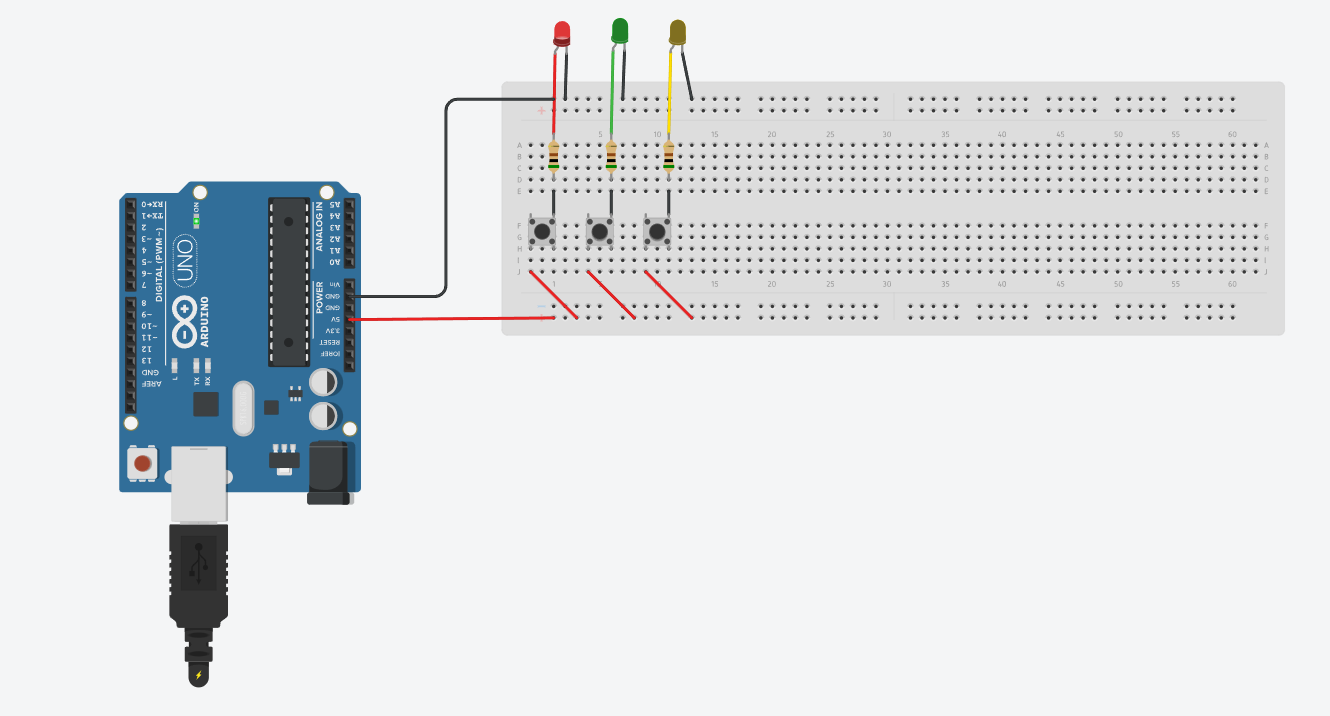 +
5 10 15 20 25 30 35 40 45 50 55 60
A A
B B
C C
D D
E E
F F
G G
H H
I I
J J
1 15 20 25 30 35 40 45 50 55 60
RX←0
TX→1
2
~3
4
~5
~6
7
8
~9
~10
~11
12
13
GND
AREF
DIGITAL (PWM~)
ON
UNO
ARDUINO
L
TX
RX
ANALOG IN
A5
A4
A3
A2
A1
A0
POWER
Vin
GND
GND
5V
3.3V
RESET
IOREF